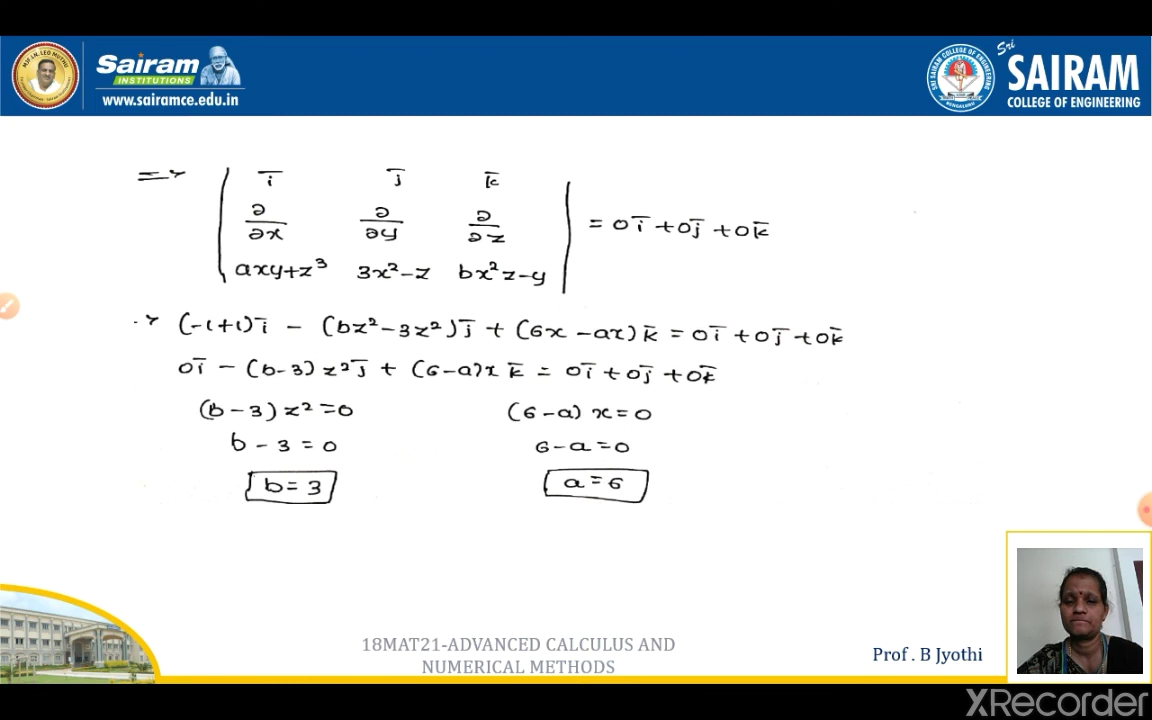 Sairam
INSTITUTIONS
www.sairamce.edu.in
Sri
SAIRAM
COLLEGE OF ENGINEERING
=> | i̅ j̅ k̅ |
∂/∂x ∂/∂y ∂/∂z = 0i̅ + 0j̅ + 0k̅
axy+z³ 3x²-z bx²z-y
(-1+1)i̅ - (bz²-3z²)j̅ + (6x-ax)k̅ = 0i̅ + 0j̅ + 0k̅
0i̅ - (b-3)z²j̅ + (6-a)x k̅ = 0i̅ + 0j̅ + 0k̅
(b-3)z²=0 (6-a)x=0
b-3=0 6-a=0
b=3 a=6
18MAT21-ADVANCED CALCULUS AND
NUMERICAL METHODS
Prof . B Jyothi
XRecorder